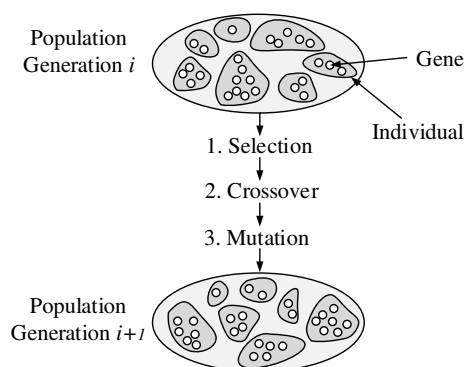 Population
Generation i
Gene
Individual
1. Selection
2. Crossover
3. Mutation
Population
Generation i+1